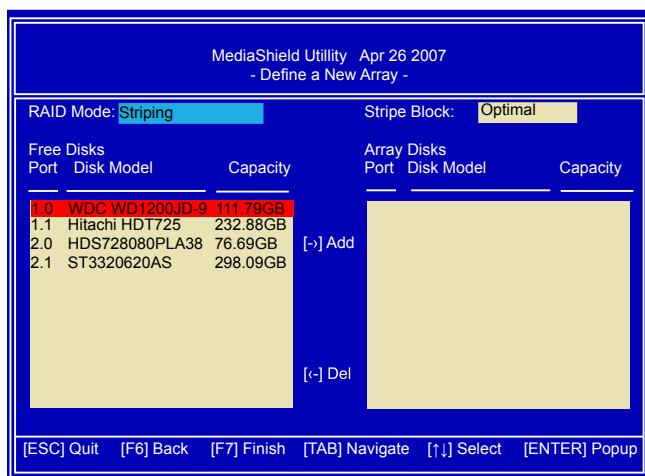 MediaShield Utillity Apr 26 2007
- Define a New Array -
RAID Mode: Striping Stripe Block: Optimal
Free Disks Array Disks
Port Disk Model Capacity Port Disk Model Capacity
1.0 WDC WD1200JD-9 111.79GB
1.1 Hitachi HDT725 232.88GB
2.0 HDS728080PLA38 76.69GB
[->] Add
2.1 ST3320620AS 298.09GB
[<-] Del
[ESC] Quit [F6] Back [F7] Finish [TAB] Navigate [↑↓] Select [ENTER] Popup